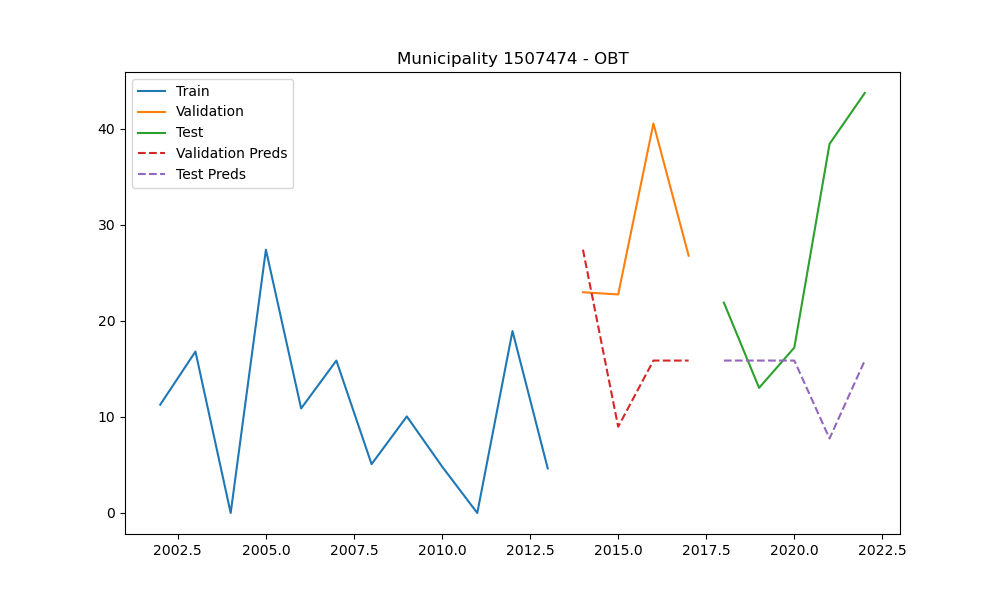 Municipality 1507474 - OBT
Train
Validation
Test
Validation Preds
Test Preds
40
30
20
10
0
2002.5 2005.0 2007.5 2010.0 2012.5 2015.0 2017.5 2020.0 2022.5